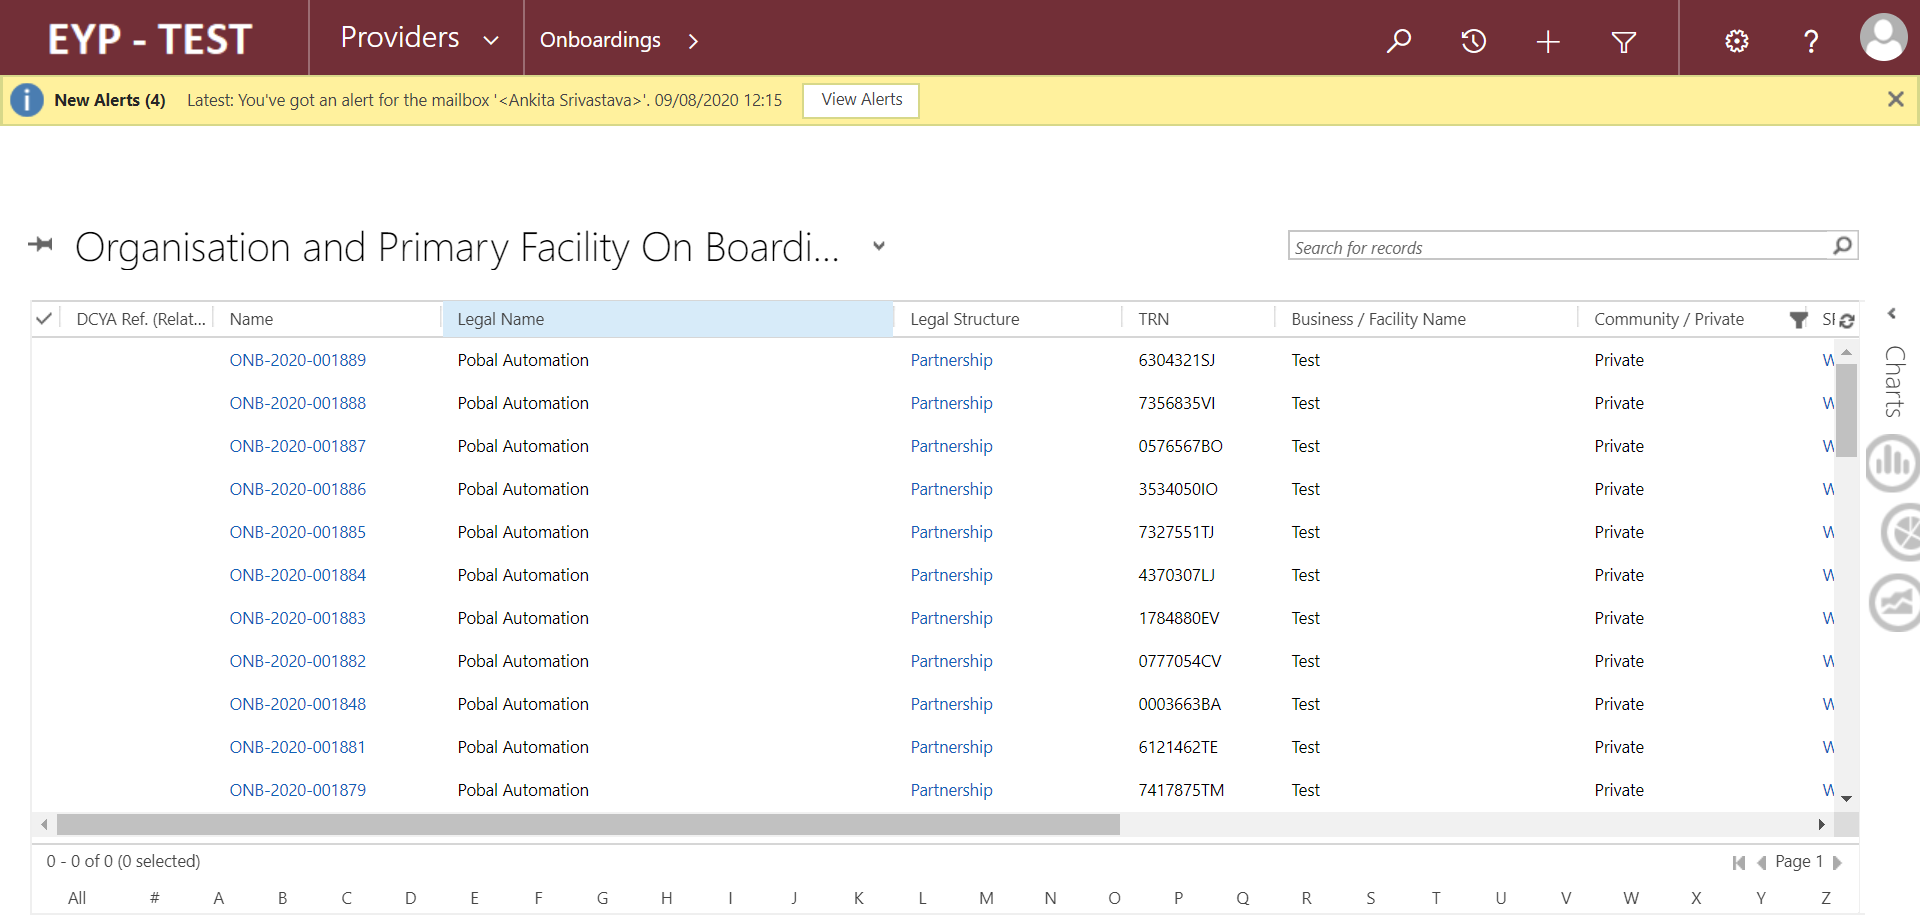 EYP - TEST Providers Onboardings
New Alerts (4) Latest: You've got an alert for the mailbox '<Ankita Srivastava>'. 09/08/2020 12:15 View Alerts
Organisation and Primary Facility On Boardi... Search for records
DCYA Ref. (Relat... Name Legal Name Legal Structure TRN Business / Facility Name Community / Private
ONB-2020-001889 Pobal Automation Partnership 6304321SJ Test Private
ONB-2020-001888 Pobal Automation Partnership 7356835VI Test Private
ONB-2020-001887 Pobal Automation Partnership 0576567BO Test Private
ONB-2020-001886 Pobal Automation Partnership 3534050IO Test Private
ONB-2020-001885 Pobal Automation Partnership 7327551TJ Test Private
ONB-2020-001884 Pobal Automation Partnership 4370307LJ Test Private
ONB-2020-001883 Pobal Automation Partnership 1784880EV Test Private
ONB-2020-001882 Pobal Automation Partnership 0777054CV Test Private
ONB-2020-001848 Pobal Automation Partnership 0003663BA Test Private
ONB-2020-001881 Pobal Automation Partnership 6121462TE Test Private
ONB-2020-001879 Pobal Automation Partnership 7417875TM Test Private
Charts
0 - 0 of 0 (0 selected) Page 1
All # A B C D E F G H I J K L M N O P Q R S T U V W X Y Z